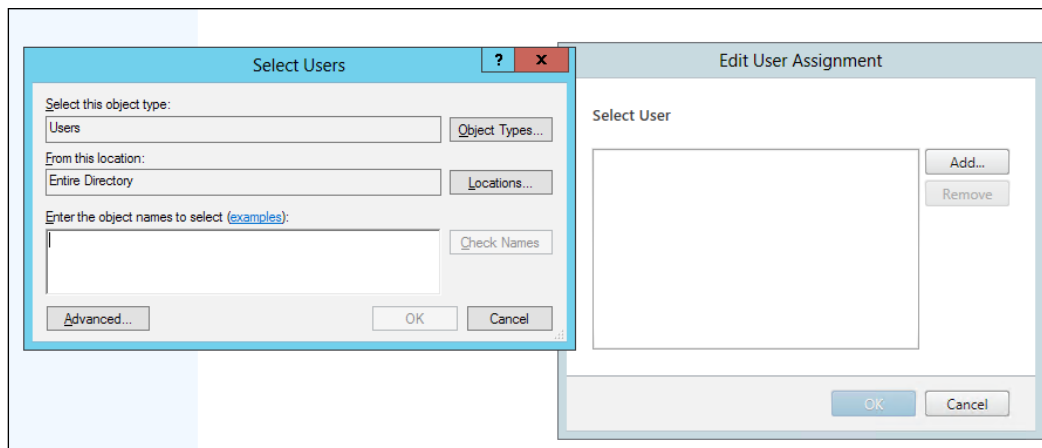 Select Users
?
x
Select this object type:
Users
Object Types...
From this location:
Entire Directory
Locations...
Enter the object names to select (examples):
Check Names
Advanced...
OK
Cancel
Edit User Assignment
Select User
Add...
Remove
OK
Cancel